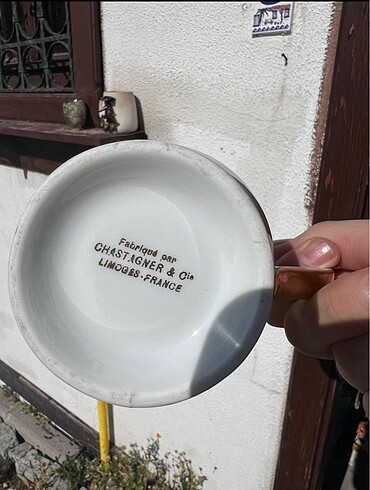 Fabriqué par
CHASTAGNER & Cie
LIMOGES-FRANCE